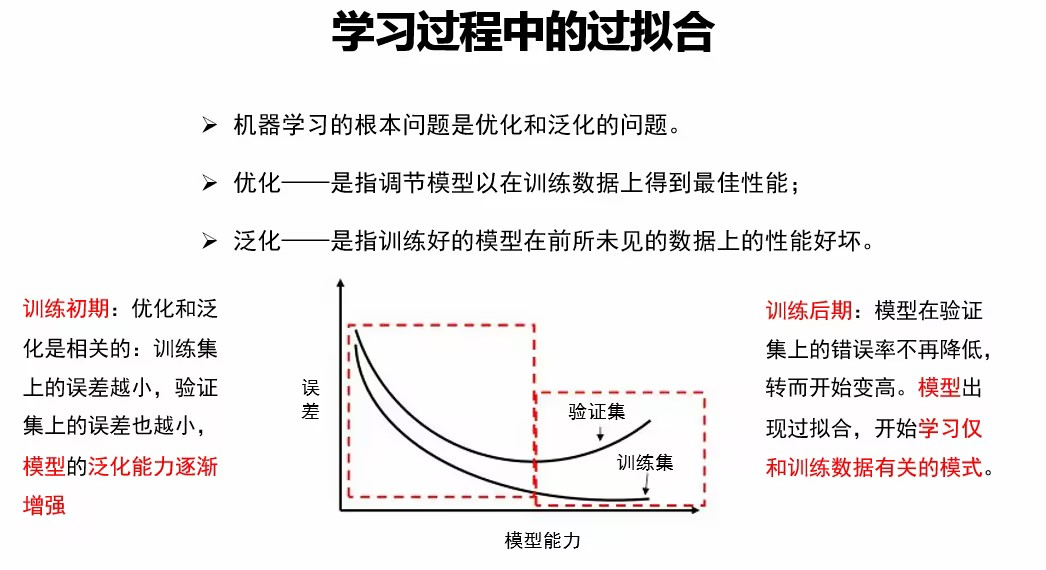 学习过程中的过拟合
➢ 机器学习的根本问题是优化和泛化的问题。
➢ 优化——是指调节模型以在训练数据上得到最佳性能；
➢ 泛化——是指训练好的模型在前所未见的数据上的性能好坏。
训练初期：优化和泛
化是相关的：训练集
上的误差越小，验证
集上的误差也越小，
模型的泛化能力逐渐
增强
误
差
验证集
训练集
模型能力
训练后期：模型在验证
集上的错误率不再降低，
转而开始变高。模型出
现过拟合，开始学习仅
和训练数据有关的模式。